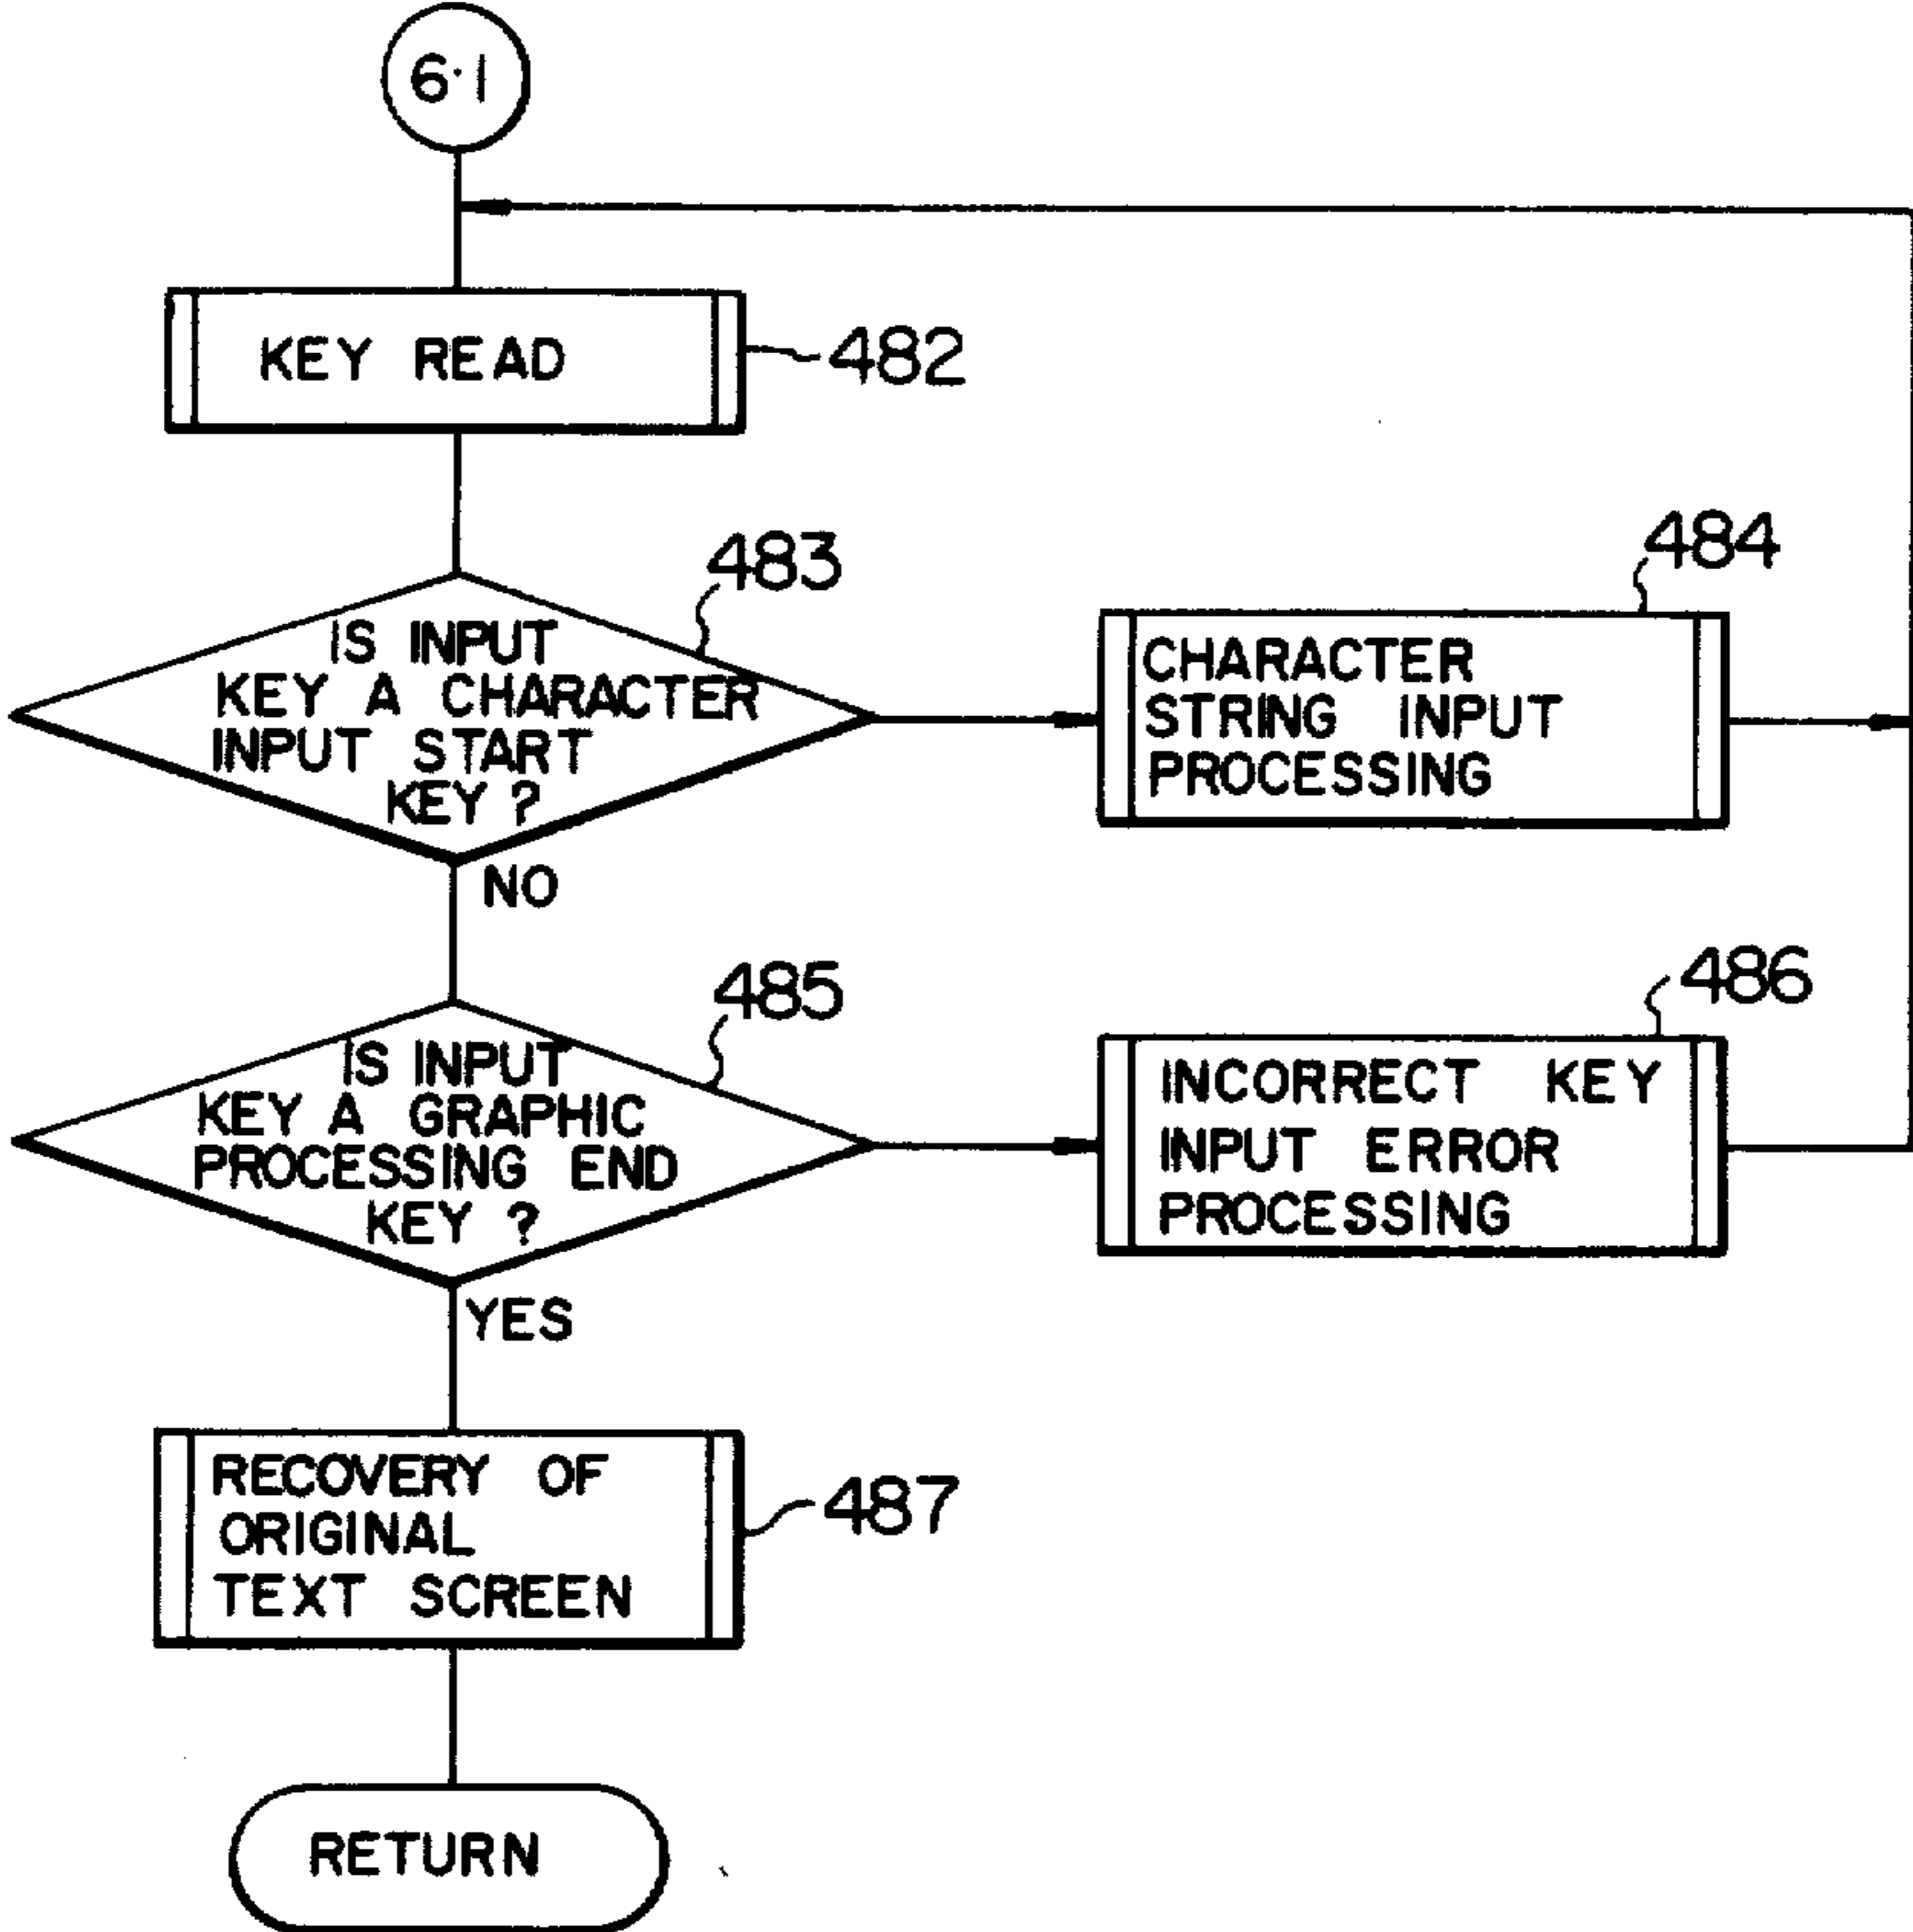 6·1
KEY READ
482
483
IS INPUT
KEY A CHARACTER
INPUT START
KEY ?
484
CHARACTER
STRING INPUT
PROCESSING
NO
485
IS INPUT
KEY A GRAPHIC
PROCESSING END
KEY ?
486
INCORRECT KEY
INPUT ERROR
PROCESSING
YES
RECOVERY OF
ORIGINAL
TEXT SCREEN
487
RETURN